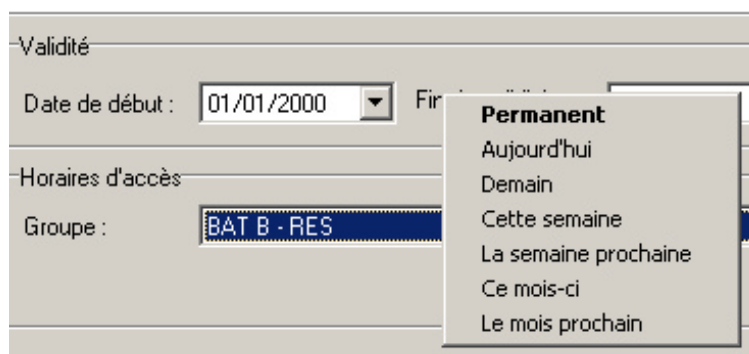 Validité
Date de début : 01/01/2000
Permanent
Aujourd'hui
Demain
Cette semaine
La semaine prochaine
Ce mois-ci
Le mois prochain
Horaires d'accès
Groupe : BAT B - RES